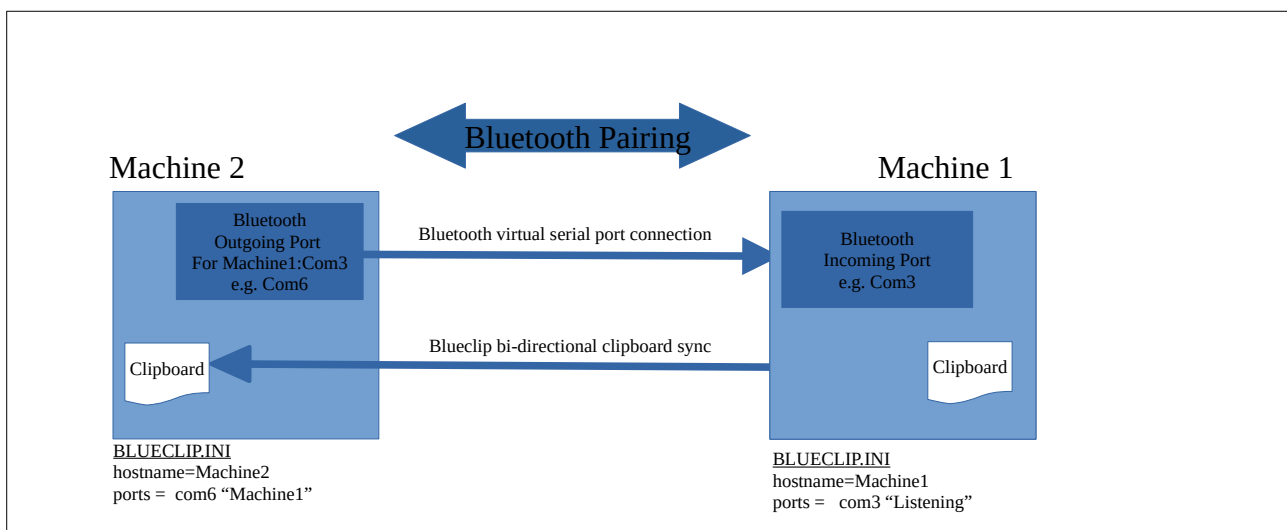 Bluetooth Pairing
Machine 2
Machine 1
Bluetooth
Outgoing Port
For Machine1:Com3
e.g. Com6
Bluetooth virtual serial port connection
Bluetooth
Incoming Port
e.g. Com3
Blueclip bi-directional clipboard sync
Clipboard
Clipboard
BLUECLIP.INI
hostname=Machine2
ports =  com6 “Machine1”
BLUECLIP.INI
hostname=Machine1
ports =   com3 “Listening”